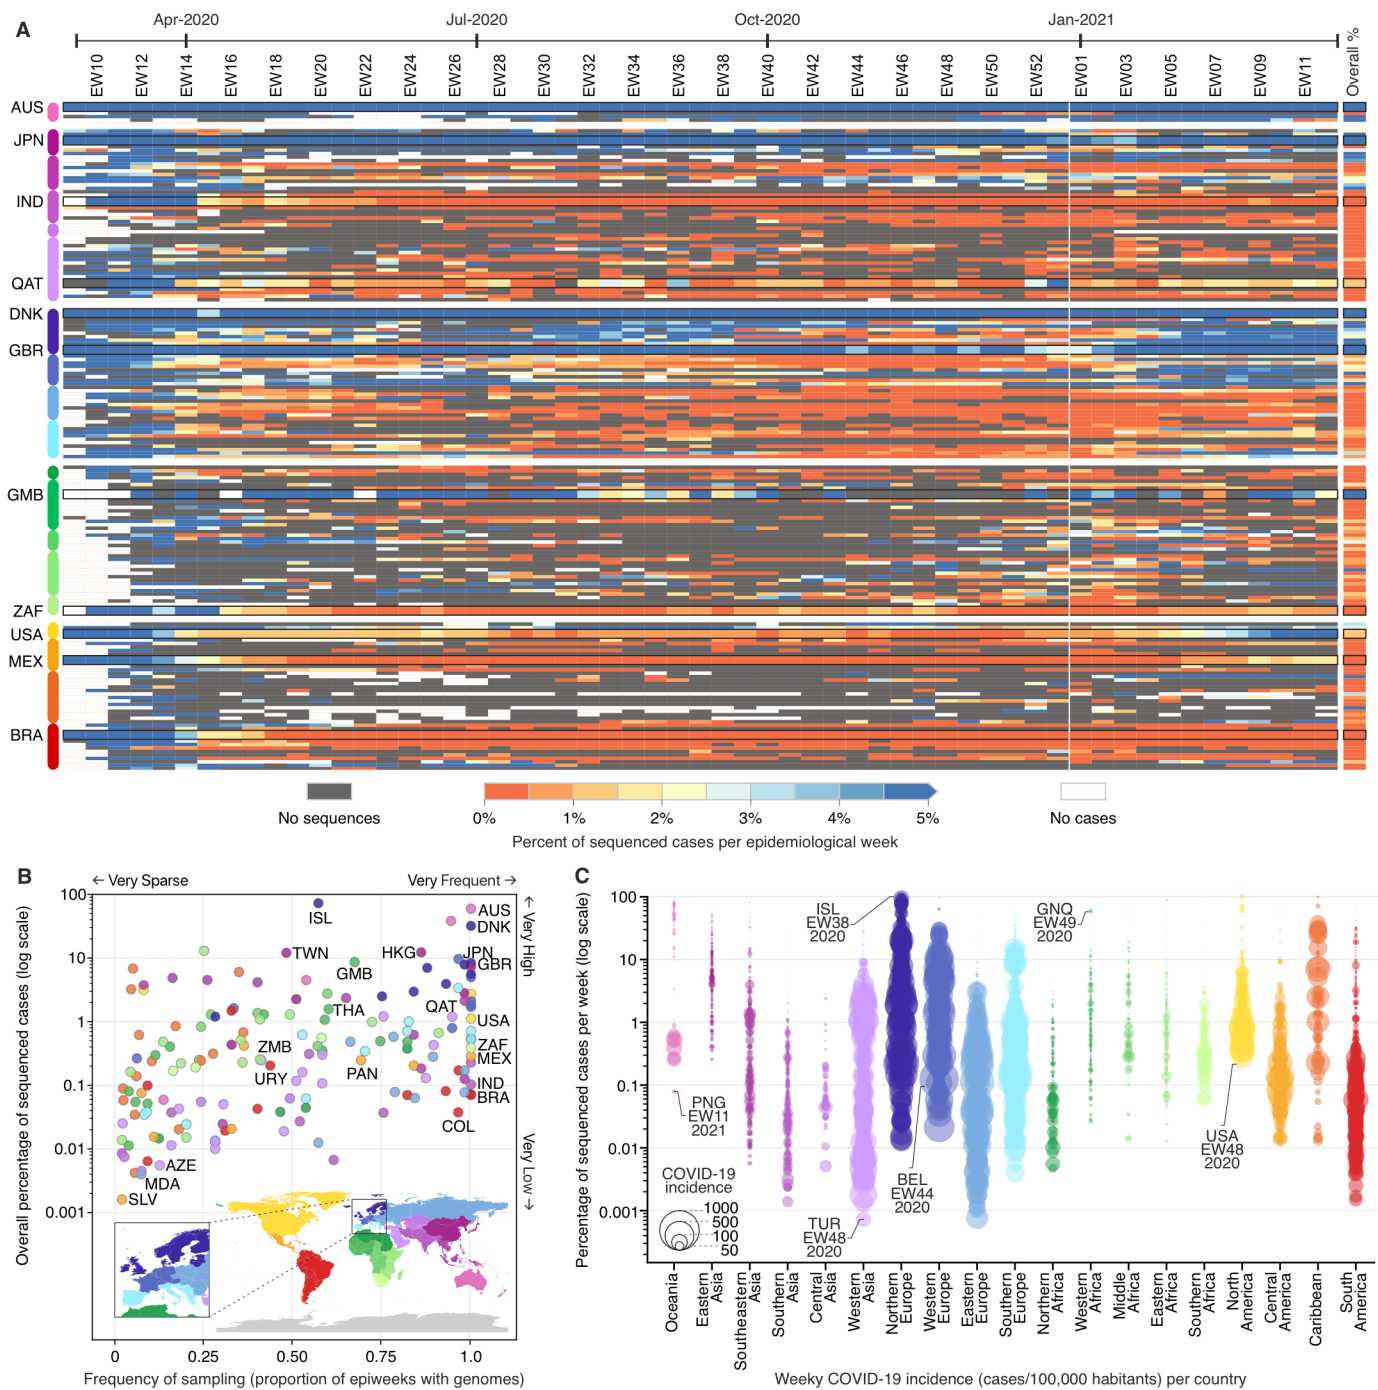 A
Apr-2020 Jul-2020 Oct-2020 Jan-2021
EW10 EW12 EW14 EW16 EW18 EW20 EW22 EW24 EW26 EW28 EW30 EW32 EW34 EW36 EW38 EW40 EW42 EW44 EW46 EW48 EW50 EW52 EW01 EW03 EW05 EW07 EW09 EW11 Overall %
AUS
JPN
IND
QAT
DNK
GBR
GMB
ZAF
USA
MEX
BRA
No sequences
0% 1% 2% 3% 4% 5%
No cases
Percent of sequenced cases per epidemiological week
B
← Very Sparse
Very Frequent →
Overall percentage of sequenced cases (log scale)
100
10
1
0.1
0.01
0.001
← Very High
Very Low →
ISL
AUS
DNK
TWN
HKG
JPN
GBR
GMB
THA
QAT
USA
ZMB
ZAF
MEX
PAN
URY
IND
BRA
COL
AZE
MDA
SLV
0 0.25 0.50 0.75 1.0
Frequency of sampling (proportion of epiweeks with genomes)
C
Percentage of sequenced cases per week (log scale)
100
10
1
0.1
0.01
0.001
ISL
EW38
2020
GNQ
EW49
2020
PNG
EW11
2021
BEL
EW44
2020
USA
EW48
2020
TUR
EW48
2020
COVID-19
incidence
1000
500
100
50
Oceania
Eastern
Asia
Southeastern
Asia
Southern
Asia
Central
Asia
Western
Asia
Northern
Europe
Western
Europe
Eastern
Europe
Southern
Europe
Northern
Africa
Western
Africa
Middle
Africa
Eastern
Africa
Southern
Africa
North
America
Central
America
Caribbean
South
America
Weeky COVID-19 incidence (cases/100,000 habitants) per country